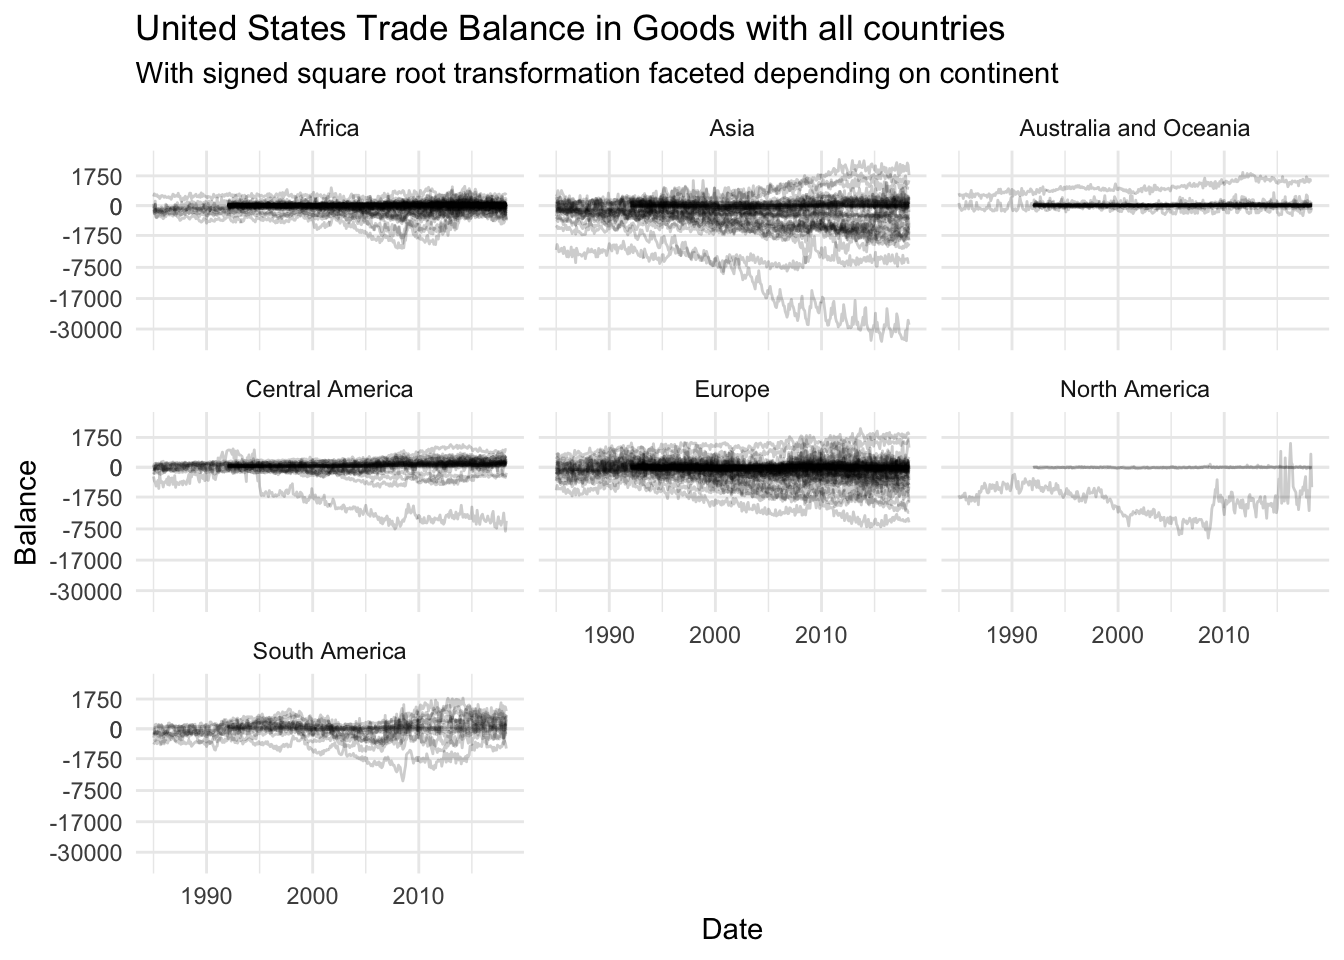 United States Trade Balance in Goods with all countries
With signed square root transformation faceted depending on continent
Africa
Asia
Australia and Oceania
1750
0
-1750
-7500
-17000
-30000
Central America
Europe
North America
1750
0
-1750
-7500
-17000
-30000
1990 2000 2010
1990 2000 2010
South America
1750
0
-1750
-7500
-17000
-30000
1990 2000 2010
Balance
Date